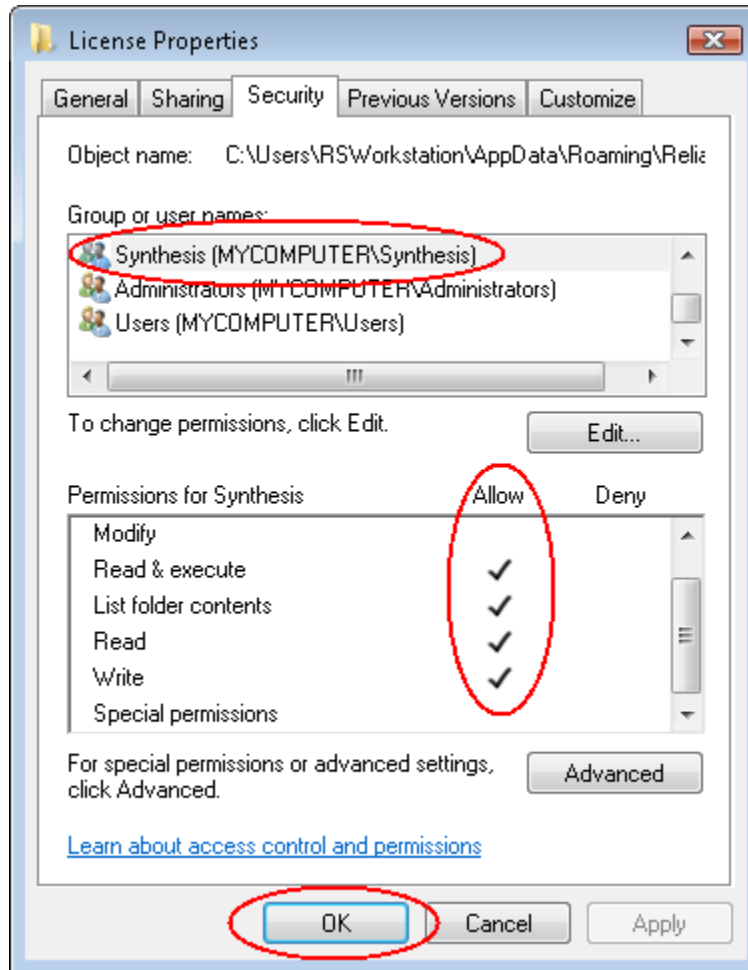 License Properties
General Sharing Security Previous Versions Customize
Object name: C:\Users\RSWorkstation\AppData\Roaming\Relia
Group or user names:
Synthesis (MYCOMPUTER\Synthesis)
Administrators (MYCOMPUTER\Administrators)
Users (MYCOMPUTER\Users)
To change permissions, click Edit.
Edit...
Permissions for Synthesis Allow Deny
Modify
Read & execute
List folder contents
Read
Write
Special permissions
For special permissions or advanced settings,
click Advanced.
Advanced
Learn about access control and permissions
OK Cancel Apply